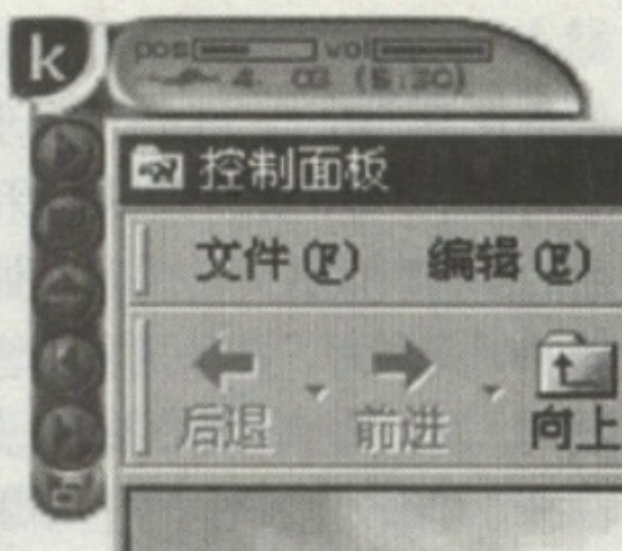 k
pos vol
4. 03 (5:30)
控制面板
文件(F) 编辑(E)
后退 前进 向上